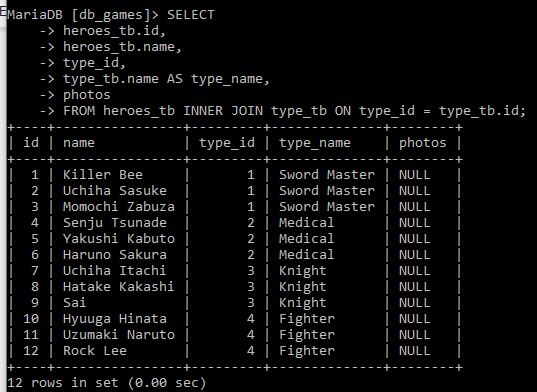 MariaDB [db_games]> SELECT
    -> heroes_tb.id,
    -> heroes_tb.name,
    -> type_id,
    -> type_tb.name AS type_name,
    -> photos
    -> FROM heroes_tb INNER JOIN type_tb ON type_id = type_tb.id;
+----+-----------------+---------+--------------+--------+
| id | name            | type_id | type_name    | photos |
+----+-----------------+---------+--------------+--------+
|  1 | Killer Bee      |       1 | Sword Master | NULL   |
|  2 | Uchiha Sasuke   |       1 | Sword Master | NULL   |
|  3 | Momochi Zabuza  |       1 | Sword Master | NULL   |
|  4 | Senju Tsunade   |       2 | Medical      | NULL   |
|  5 | Yakushi Kabuto  |       2 | Medical      | NULL   |
|  6 | Haruno Sakura   |       2 | Medical      | NULL   |
|  7 | Uchiha Itachi   |       3 | Knight       | NULL   |
|  8 | Hatake Kakashi  |       3 | Knight       | NULL   |
|  9 | Sai             |       3 | Knight       | NULL   |
| 10 | Hyuuga Hinata   |       4 | Fighter      | NULL   |
| 11 | Uzumaki Naruto  |       4 | Fighter      | NULL   |
| 12 | Rock Lee        |       4 | Fighter      | NULL   |
+----+-----------------+---------+--------------+--------+
12 rows in set (0.00 sec)